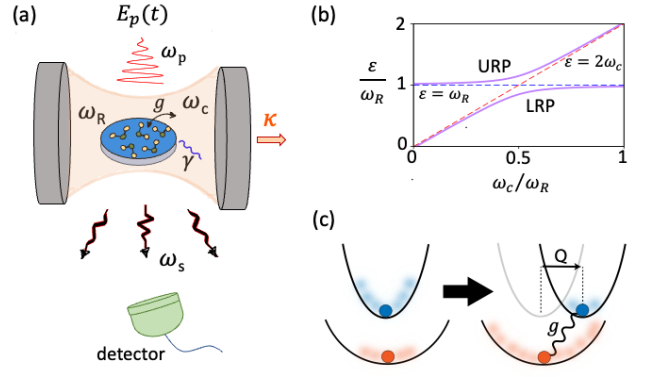 (a)
E_p(t)
ω_p
ω_R
g
ω_c
κ
γ
ω_s
detector
(b)
ε/ω_R
2
1
0
URP
ε = 2ω_c
ε = ω_R
LRP
0 0.5 1
ω_c/ω_R
(c)
Q
g